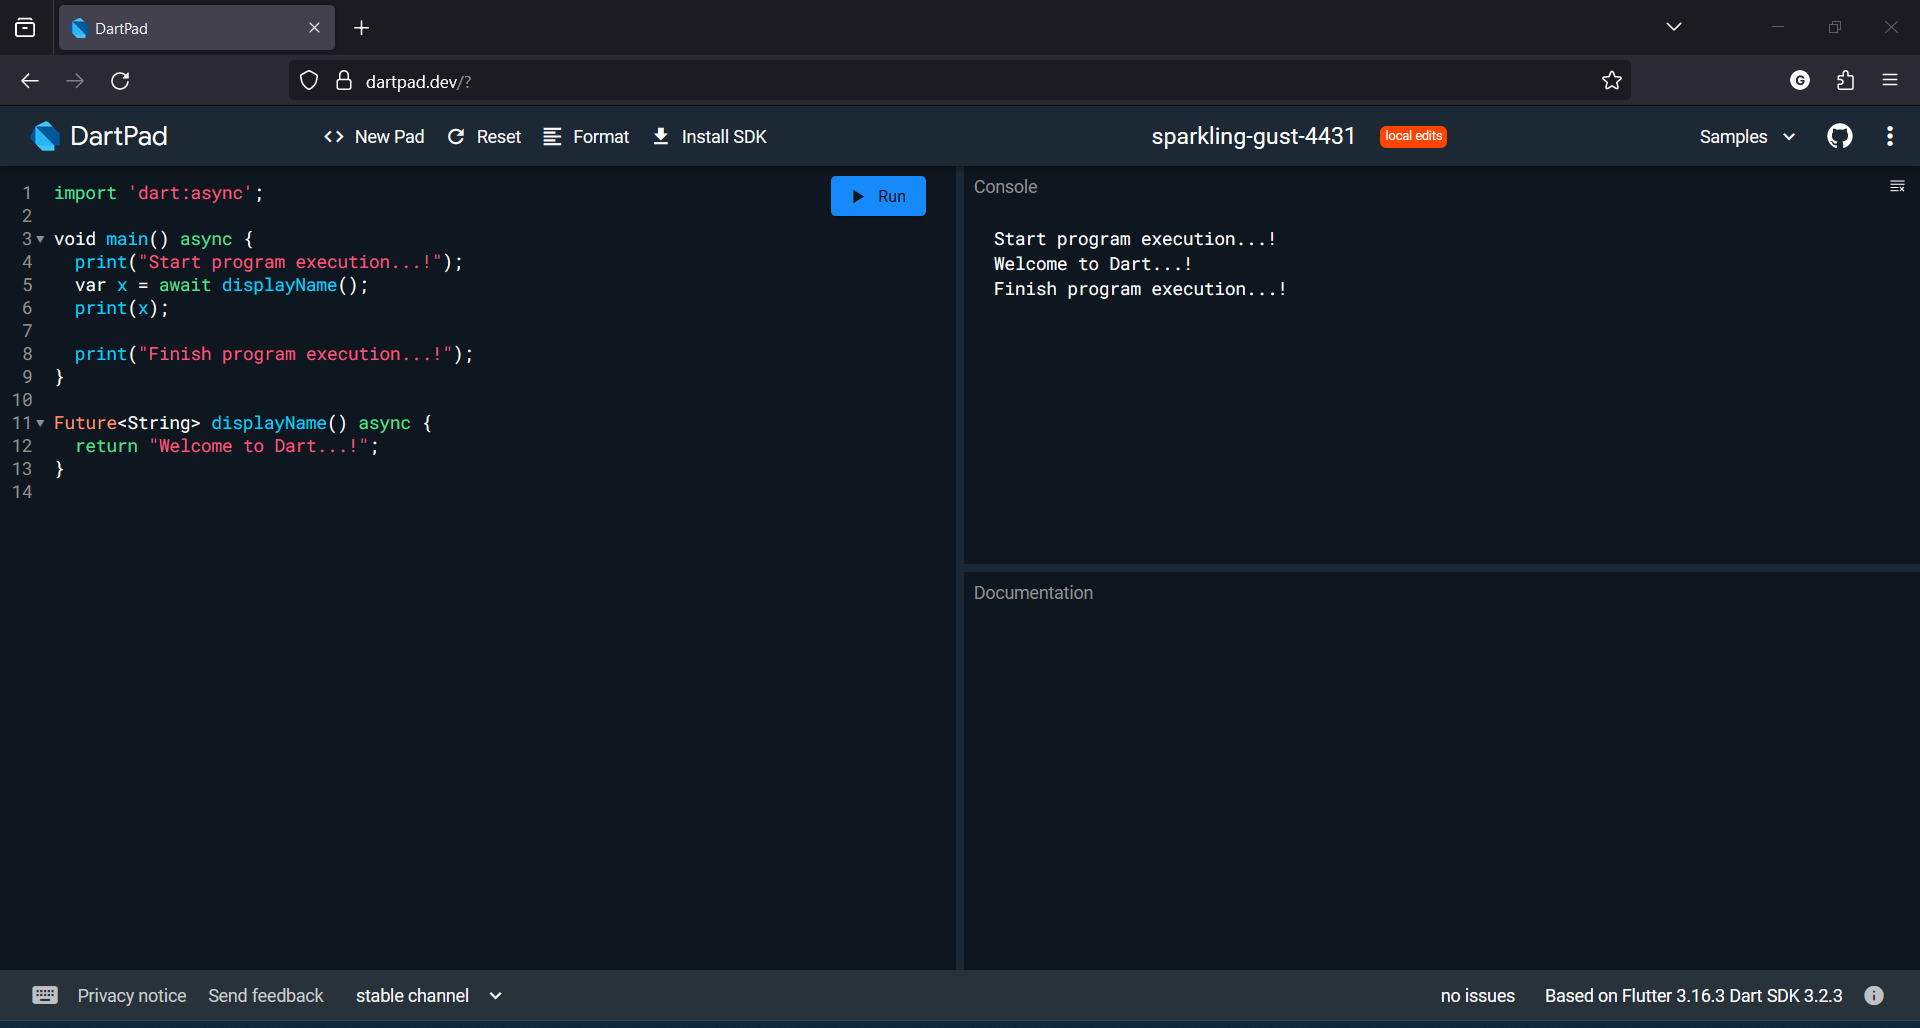 DartPad
dartpad.dev/?
G
DartPad
<> New Pad Reset Format Install SDK
sparkling-gust-4431 local edits
Samples
1 import 'dart:async';
2
3 void main() async {
4 print("Start program execution...!");
5 var x = await displayName();
6 print(x);
7
8 print("Finish program execution...!");
9 }
10
11 Future<String> displayName() async {
12 return "Welcome to Dart...!";
13 }
14
Run
Console
Start program execution...!
Welcome to Dart...!
Finish program execution...!
Documentation
Privacy notice Send feedback stable channel
no issues Based on Flutter 3.16.3 Dart SDK 3.2.3